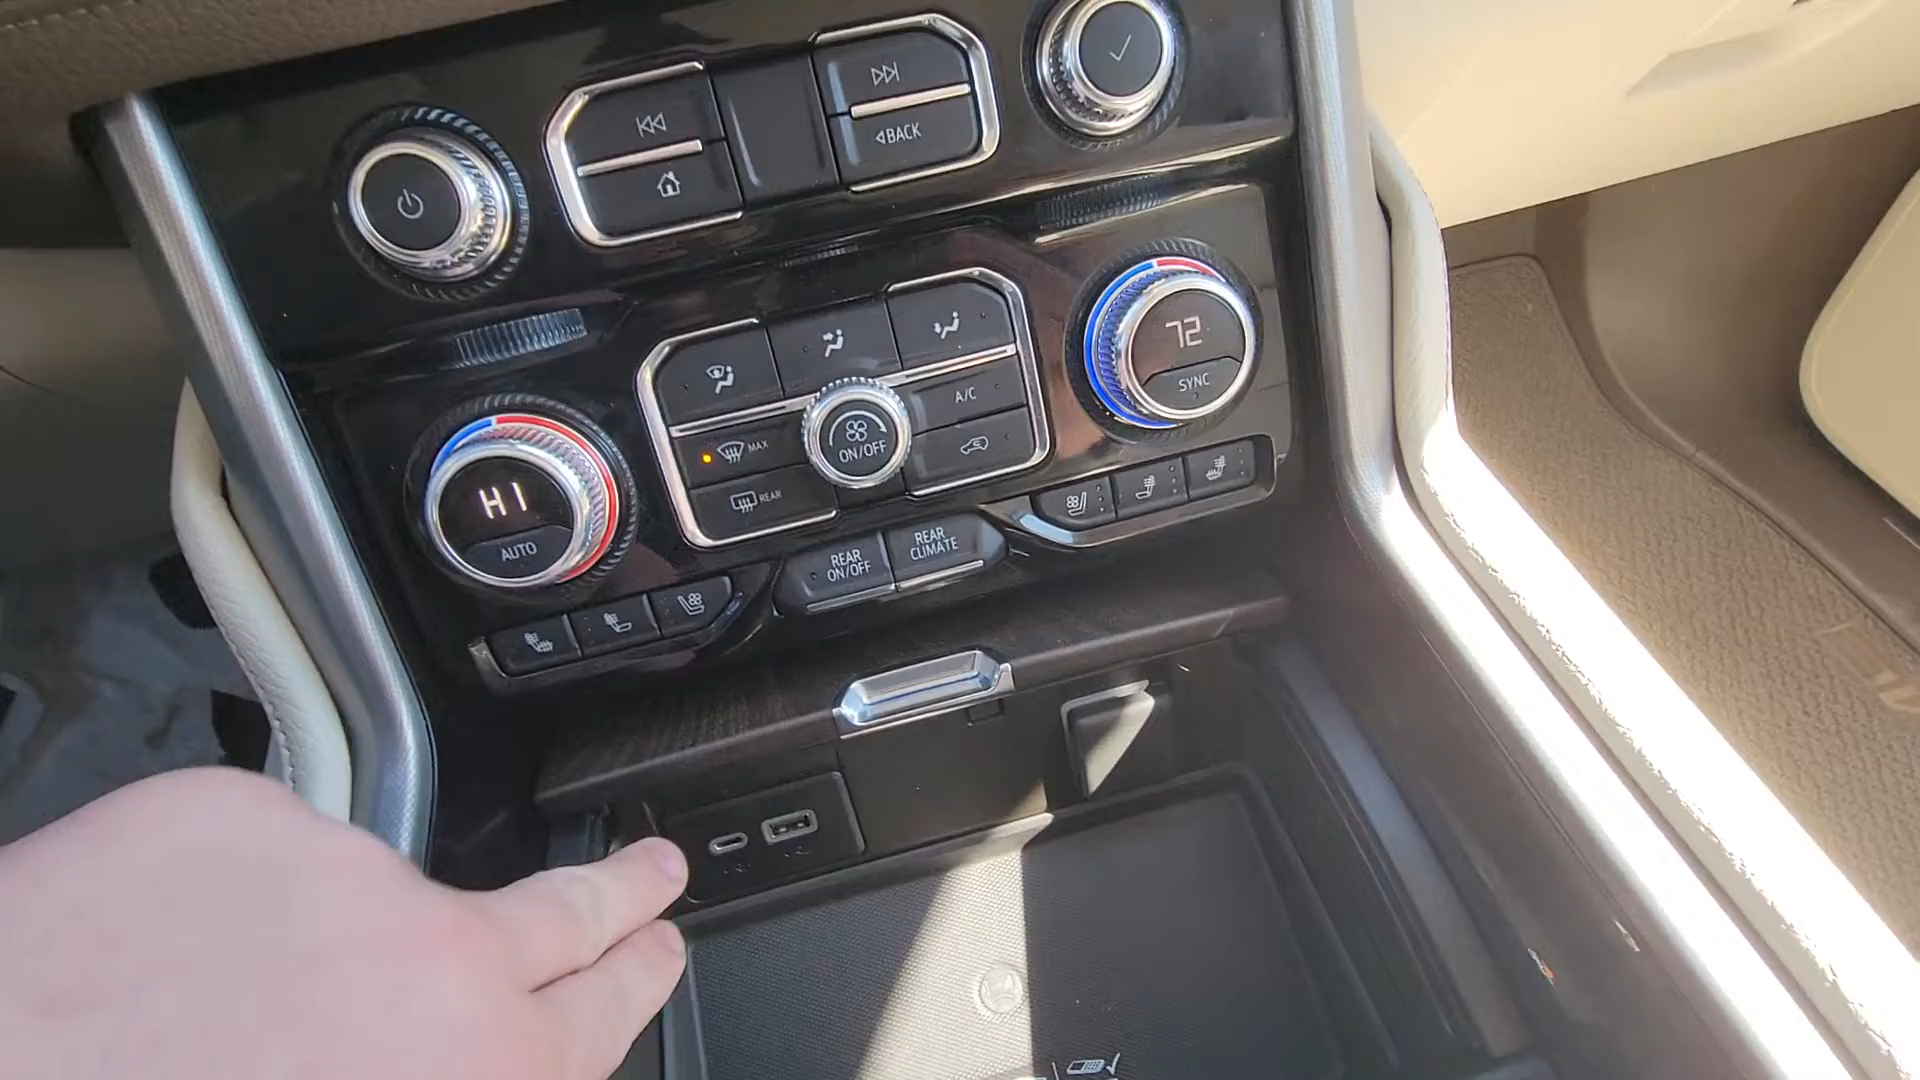 BACK
72
SYNC
A/C
MAX
ON/OFF
REAR
HI
AUTO
REAR
ON/OFF
REAR
CLIMATE